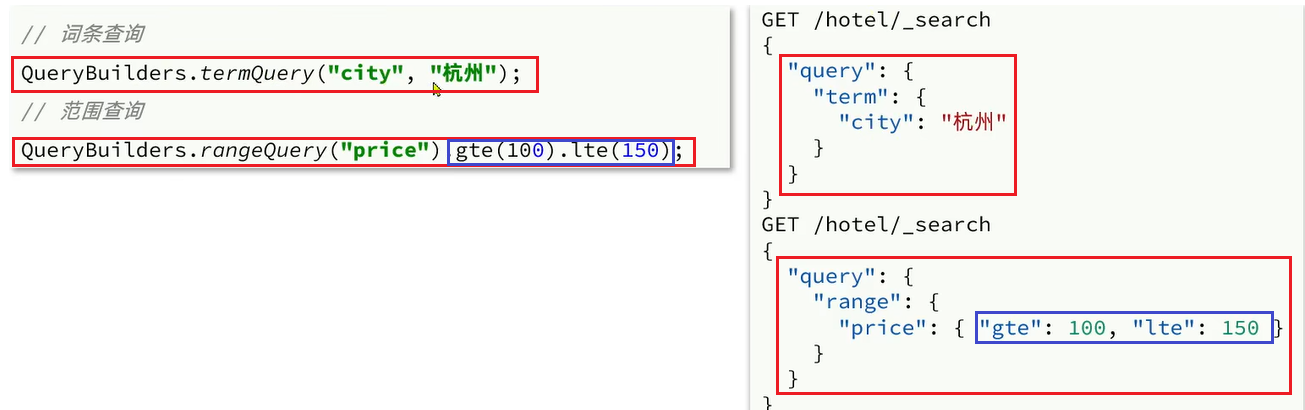 // 词条查询
QueryBuilders.termQuery("city", "杭州");
// 范围查询
QueryBuilders.rangeQuery("price").gte(100).lte(150);
GET /hotel/_search
{
  "query": {
    "term": {
      "city": "杭州"
    }
  }
}
GET /hotel/_search
{
  "query": {
    "range": {
      "price": { "gte": 100, "lte": 150 }
    }
  }
}